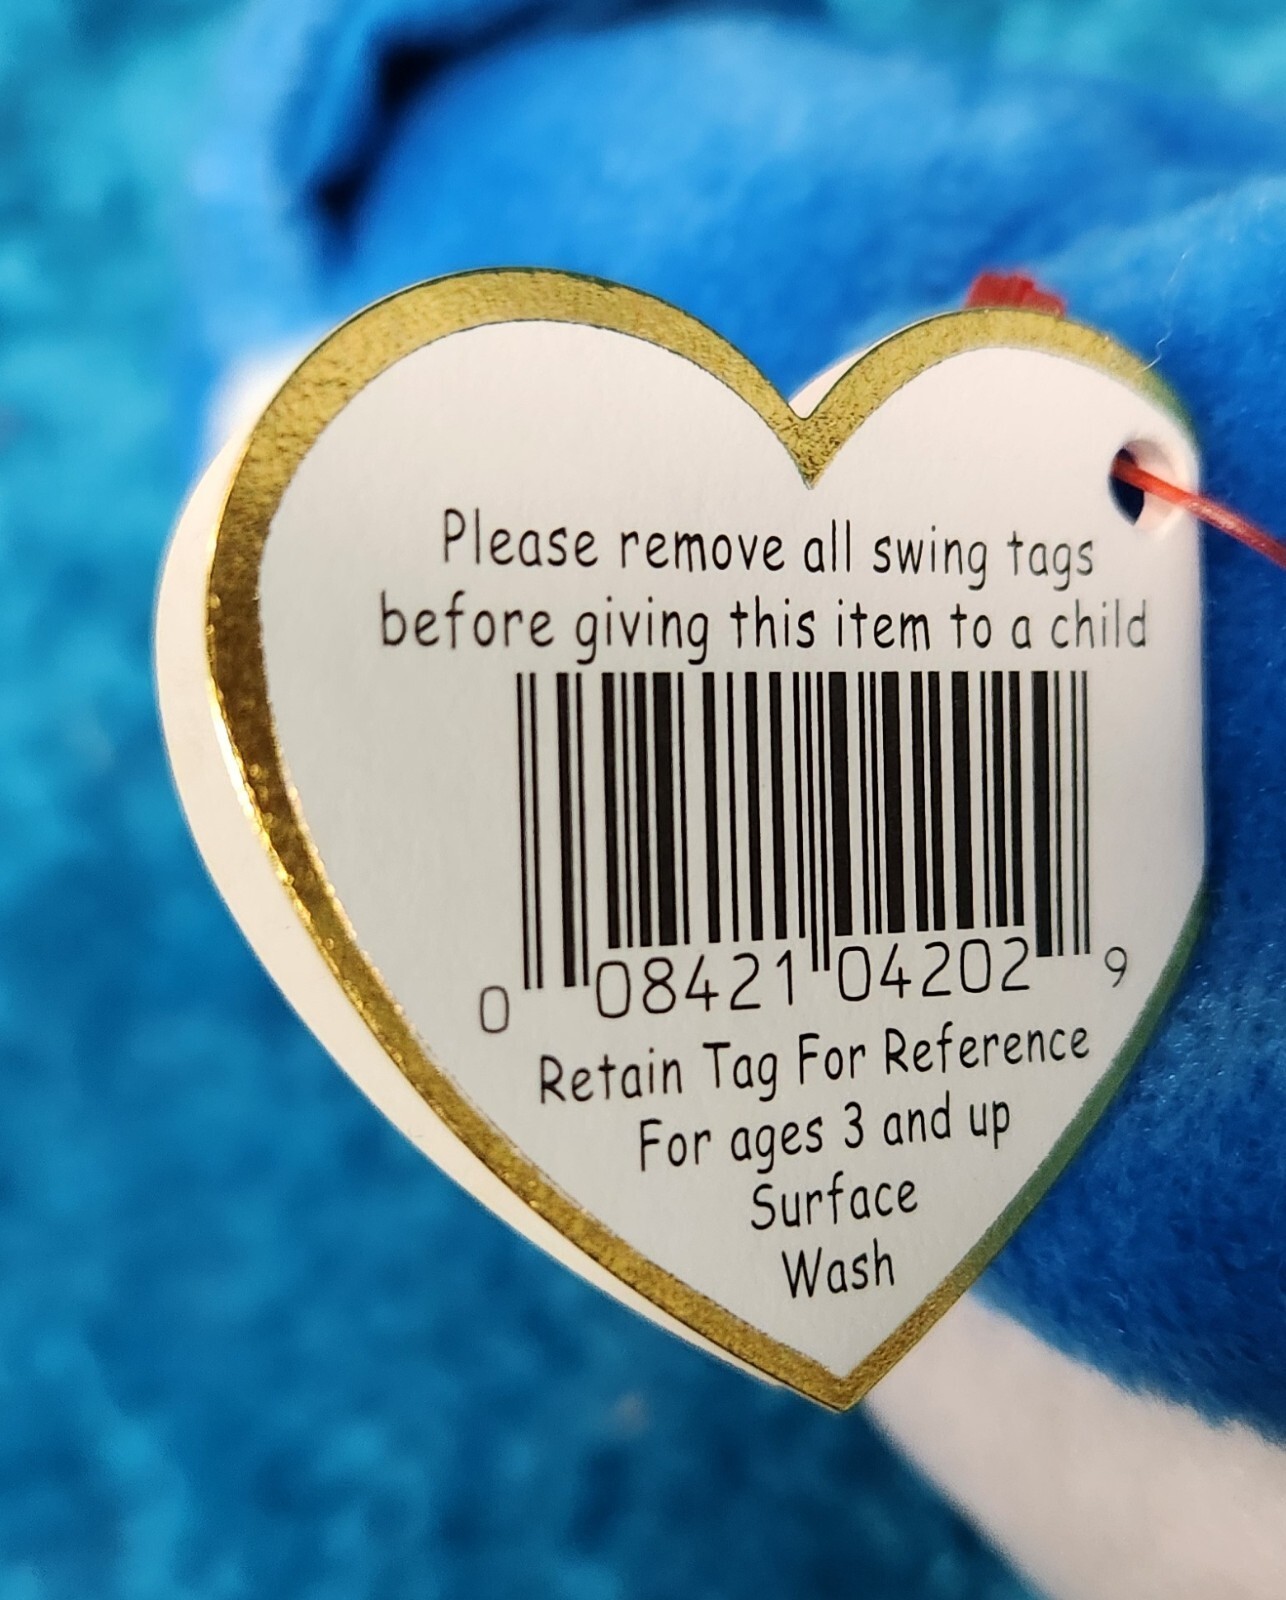 Please remove all swing tags
before giving this item to a child
0 08421 04202 9
Retain Tag For Reference
For ages 3 and up
Surface
Wash